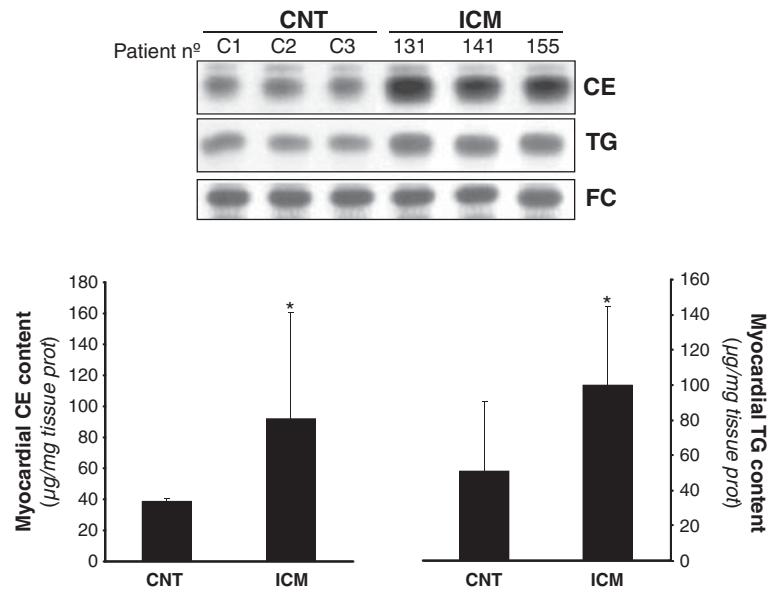 CNT ICM
Patient nº C1 C2 C3 131 141 155
CE
TG
FC
Myocardial CE content
(µg/mg tissue prot)
180
160
140
120
100
80
60
40
20
0
*
CNT ICM
*
CNT ICM
160
140
120
100
80
60
40
20
0
Myocardial TG content
(µg/mg tissue prot)